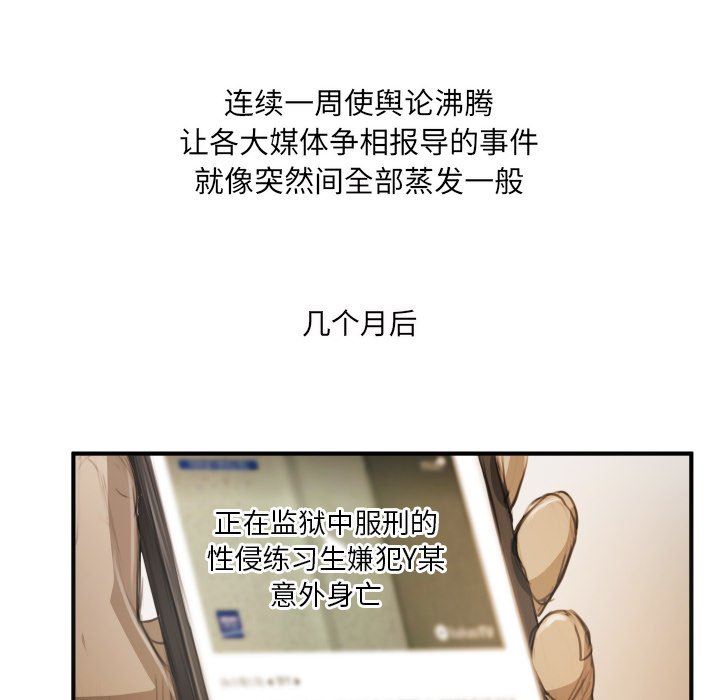 连续一周使舆论沸腾
让各大媒体争相报导的事件
就像突然间全部蒸发一般
几个月后
正在监狱中服刑的
性侵练习生嫌犯Y某
意外身亡